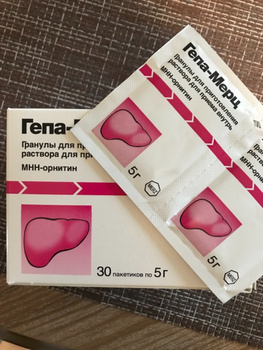 Гепа-Мерц
Гранулы для приготовления
раствора для приема внутрь
МНН-орнитин
5г
MERZ
5г
Гепа-М
Гранулы для п
раствора для при
МНН-орнитин
30 пакетиков по 5г